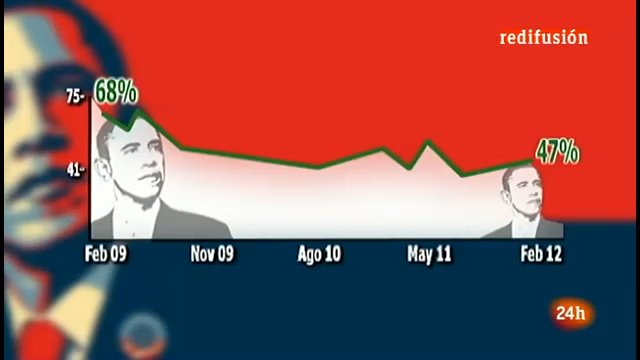 redifusión
75-
68%
47%
41-
Feb 09
Nov 09
Ago 10
May 11
Feb 12
24h